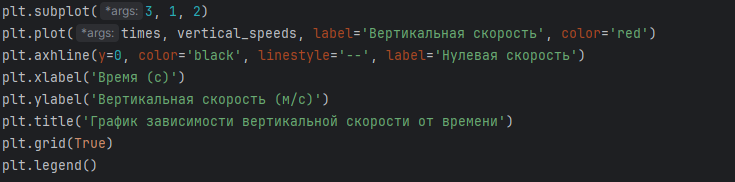 plt.subplot(*args: 3, 1, 2)
plt.plot(*args: times, vertical_speeds, label='Вертикальная скорость', color='red')
plt.axhline(y=0, color='black', linestyle='--', label='Нулевая скорость')
plt.xlabel('Время (с)')
plt.ylabel('Вертикальная скорость (м/с)')
plt.title('График зависимости вертикальной скорости от времени')
plt.grid(True)
plt.legend()